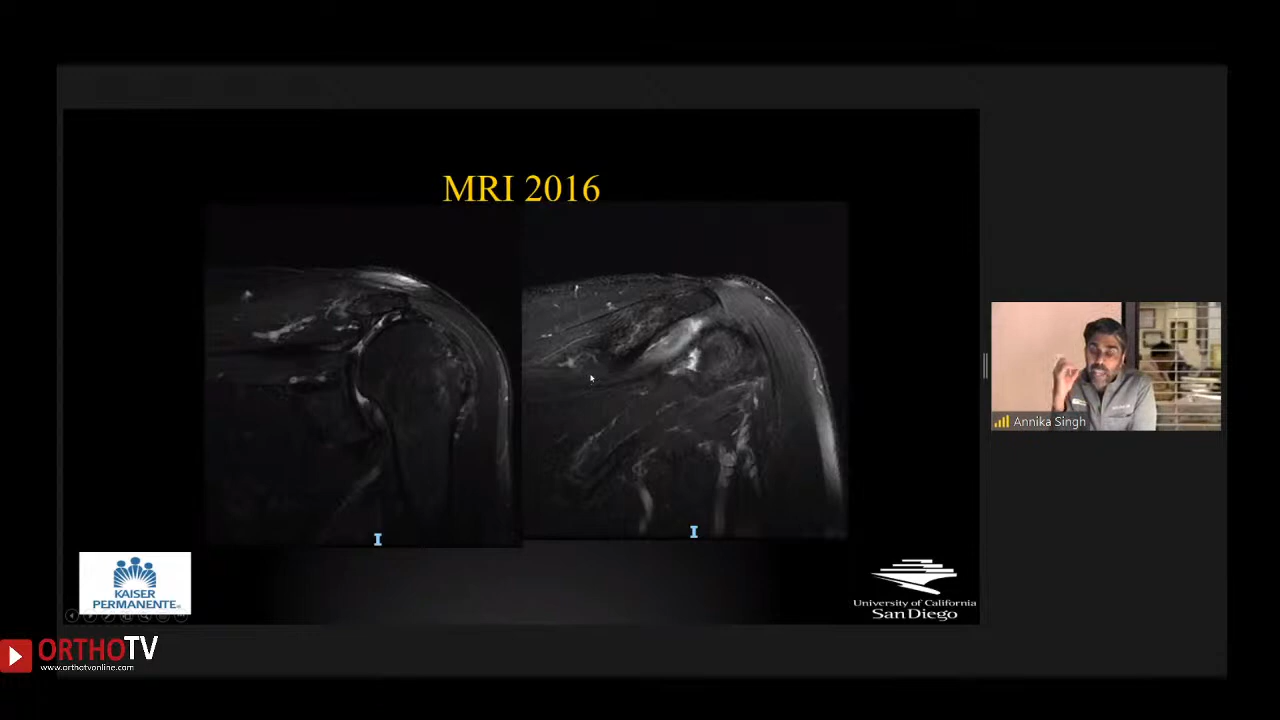 MRI 2016
I
I
Annika Singh
KAISER
PERMANENTE®
University of California
San Diego
ORTHOTV
www.orthotvonline.com